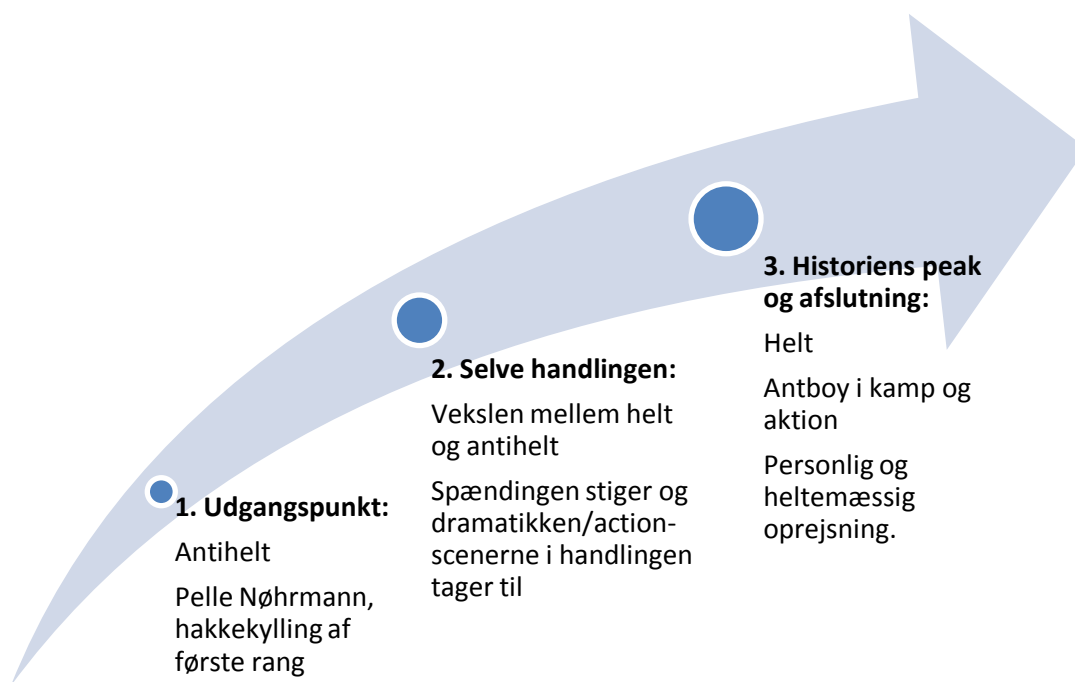 1. Udgangspunkt:
Antihelt
Pelle Nøhrmann,
hakkekylling af
første rang
2. Selve handlingen:
Vekslen mellem helt
og antihelt
Spændingen stiger og
dramatikken/action-
scenerne i handlingen
tager til
3. Historiens peak
og afslutning:
Helt
Antboy i kamp og
aktion
Personlig og
heltemæssig
oprejsning.